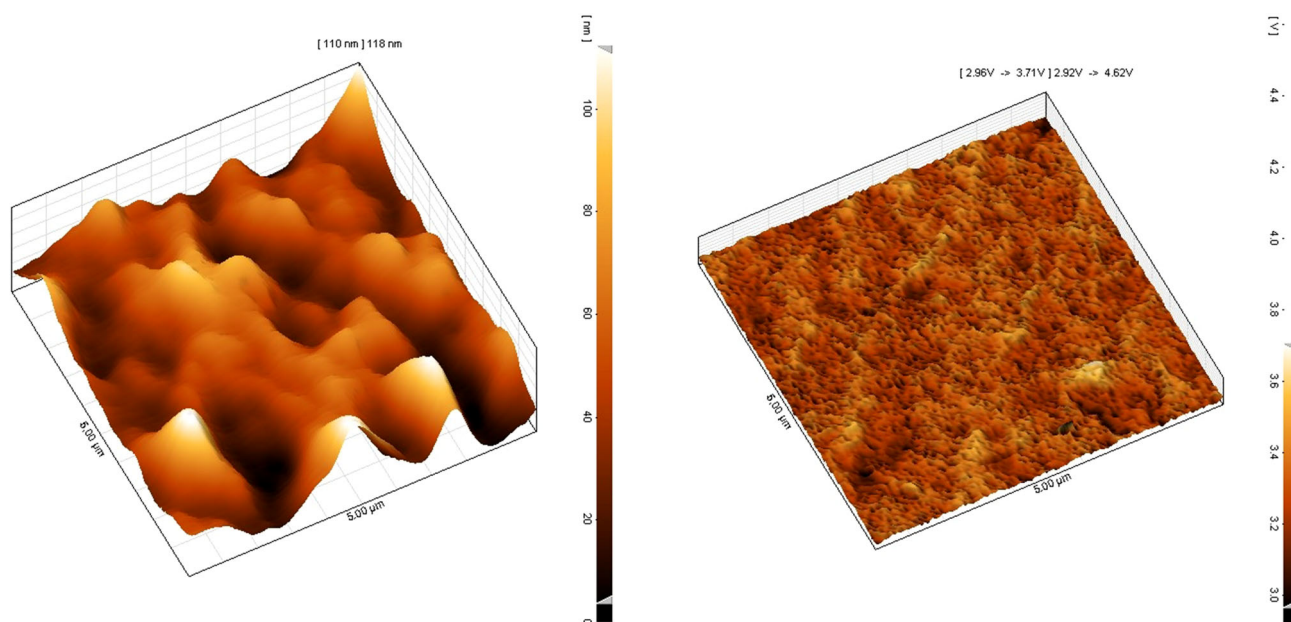 [ 110 nm ] 118 nm
[ nm ]
100
80
60
40
20
0
5.00 µm
5.00 µm
[ 2.96V -> 3.71V ] 2.92V -> 4.62V
[ V ]
4.4
4.2
4.0
3.8
3.6
3.4
3.2
3.0
5.00 µm
5.00 µm